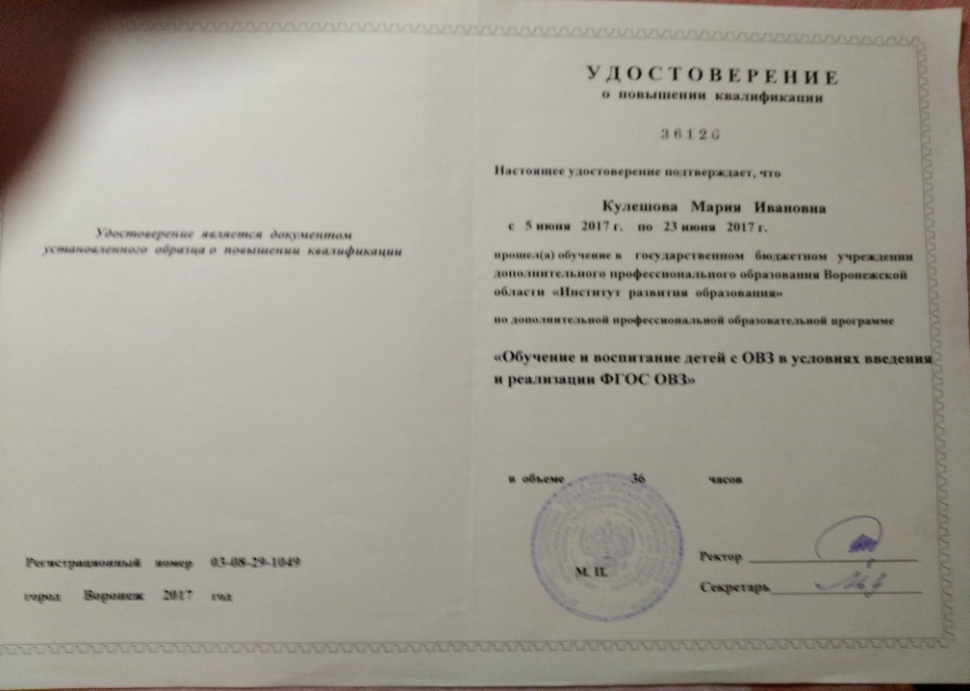 Удостоверение является документом
установленного образца о повышении квалификации
Регистрационный номер 03-08-29-1049
город Воронеж 2017 год
УДОСТОВЕРЕНИЕ
о повышении квалификации
36126
Настоящее удостоверение подтверждает, что
Кулешова Мария Ивановна
с 5 июня 2017 г. по 23 июня 2017 г.
прошел(а) обучение в государственном бюджетном учреждении
дополнительного профессионального образования Воронежской
области «Институт развития образования»
по дополнительной профессиональной образовательной программе
«Обучение и воспитание детей с ОВЗ в условиях введения
и реализации ФГОС ОВЗ»
в объеме 36 часов
М. П.
Ректор
Секретарь